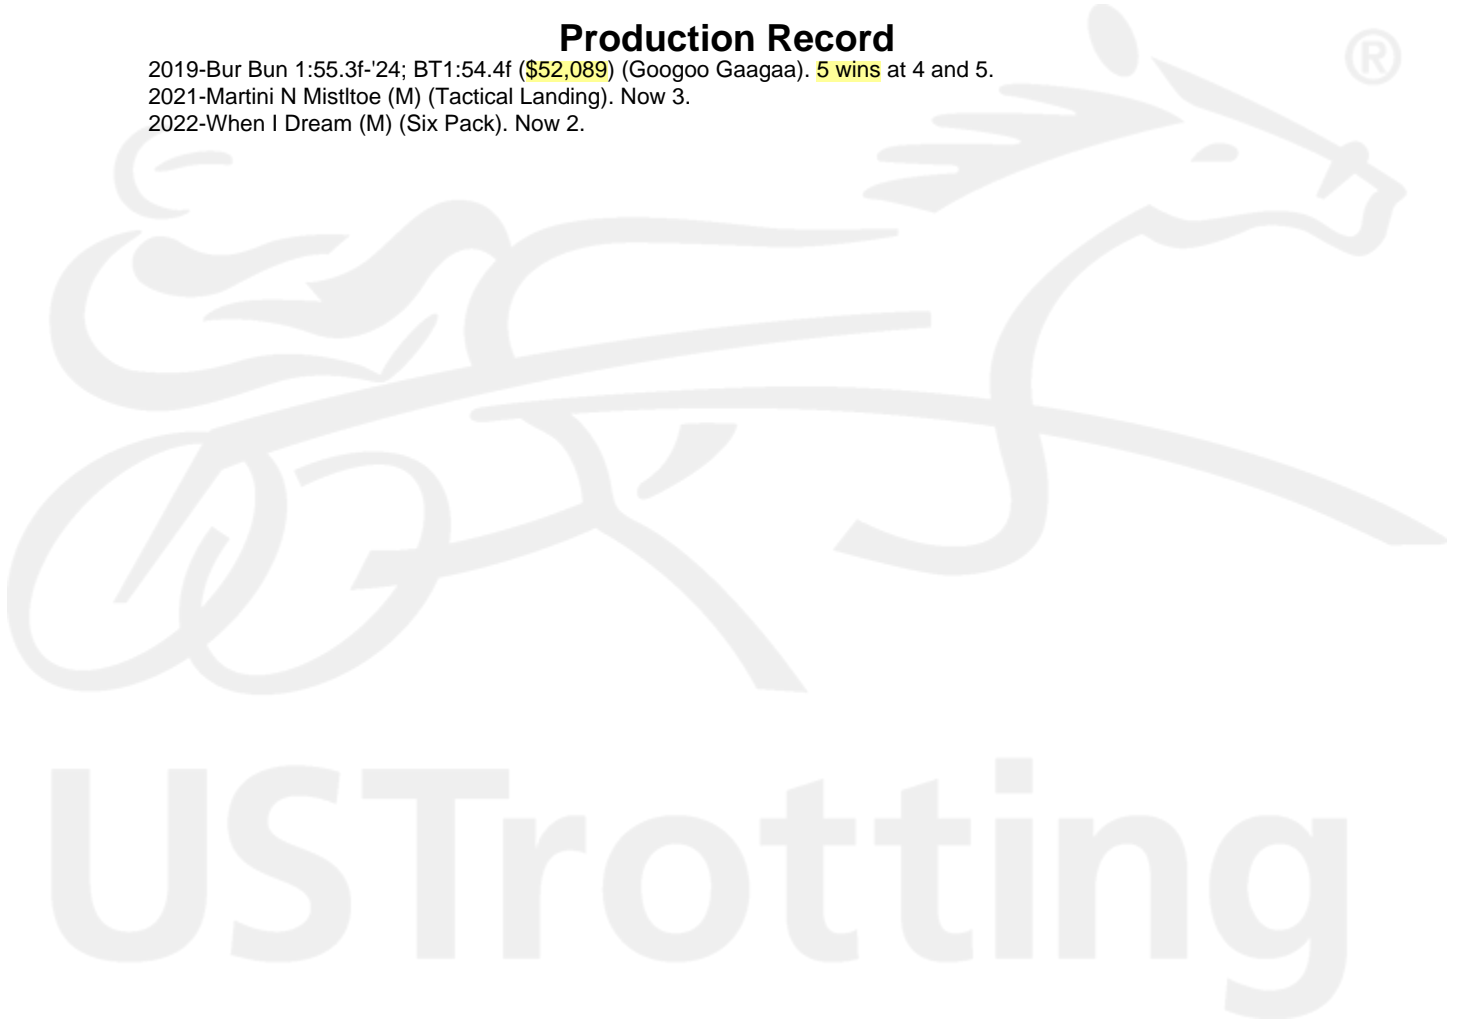 Production Record
®
2019-Bur Bun 1:55.3f-'24; BT1:54.4f ($52,089) (Googoo Gaagaa). 5 wins at 4 and 5.
2021-Martini N Mistltoe (M) (Tactical Landing). Now 3.
2022-When I Dream (M) (Six Pack). Now 2.
USTrotting